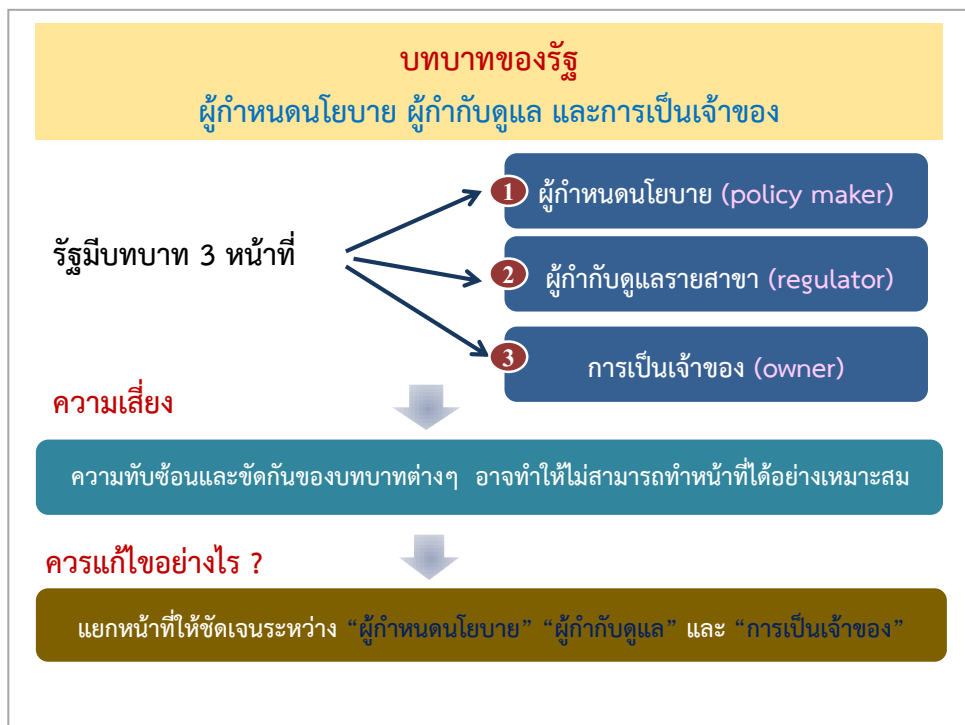 บทบาทของรัฐ
ผู้กำหนดนโยบาย ผู้กำกับดูแล และการเป็นเจ้าของ
รัฐมีบทบาท 3 หน้าที่
1 ผู้กำหนดนโยบาย (policy maker)
2 ผู้กำกับดูแลรายสาขา (regulator)
3 การเป็นเจ้าของ (owner)
ความเสี่ยง
ความทับซ้อนและขัดกันของบทบาทต่างๆ อาจทำให้ไม่สามารถทำหน้าที่ได้อย่างเหมาะสม
ควรแก้ไขอย่างไร ?
แยกหน้าที่ให้ชัดเจนระหว่าง “ผู้กำหนดนโยบาย” “ผู้กำกับดูแล” และ “การเป็นเจ้าของ”